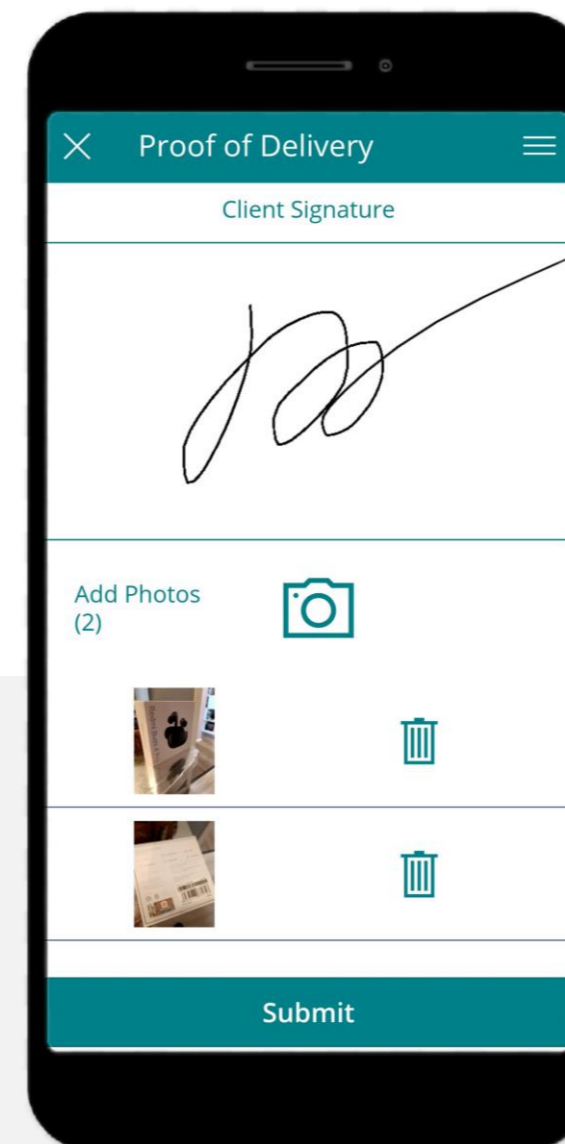 Proof of Delivery
Client Signature
Add Photos
(2)
Submit